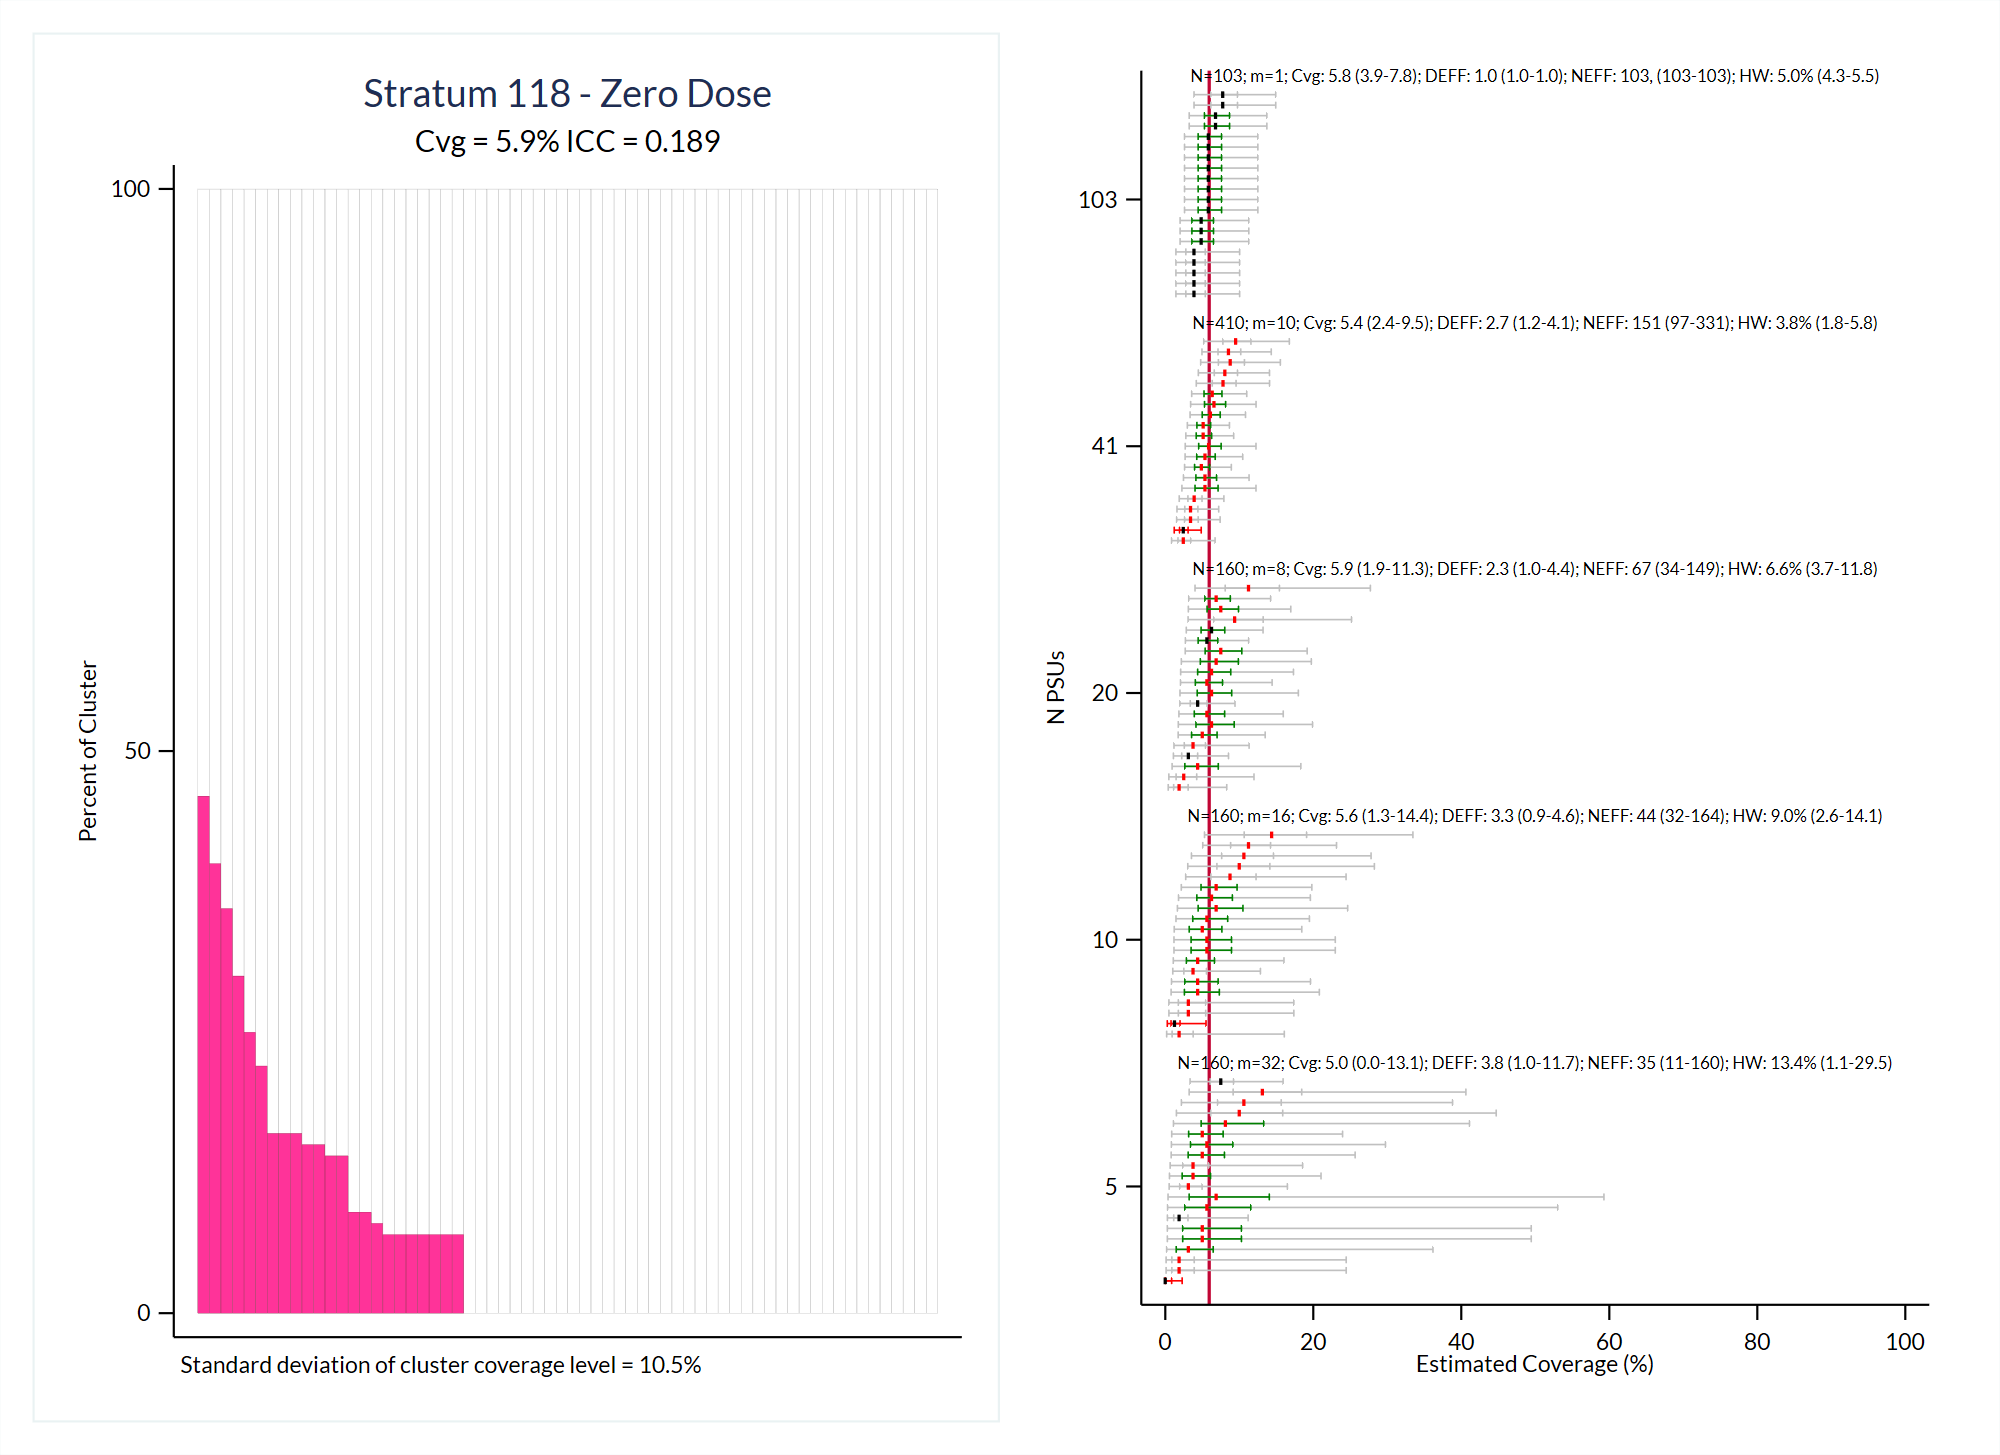 Stratum 118 - Zero Dose
Cvg = 5.9% ICC = 0.189
100
50
0
Percent of Cluster
Standard deviation of cluster coverage level = 10.5%
N=103; m=1; Cvg: 5.8 (3.9-7.8); DEFF: 1.0 (1.0-1.0); NEFF: 103, (103-103); HW: 5.0% (4.3-5.5)
103
N=410; m=10; Cvg: 5.4 (2.4-9.5); DEFF: 2.7 (1.2-4.1); NEFF: 151 (97-331); HW: 3.8% (1.8-5.8)
41
N=160; m=8; Cvg: 5.9 (1.9-11.3); DEFF: 2.3 (1.0-4.4); NEFF: 67 (34-149); HW: 6.6% (3.7-11.8)
N PSUs
20
N=160; m=16; Cvg: 5.6 (1.3-14.4); DEFF: 3.3 (0.9-4.6); NEFF: 44 (32-164); HW: 9.0% (2.6-14.1)
10
N=160; m=32; Cvg: 5.0 (0.0-13.1); DEFF: 3.8 (1.0-11.7); NEFF: 35 (11-160); HW: 13.4% (1.1-29.5)
5
0 20 40 60 80 100
Estimated Coverage (%)